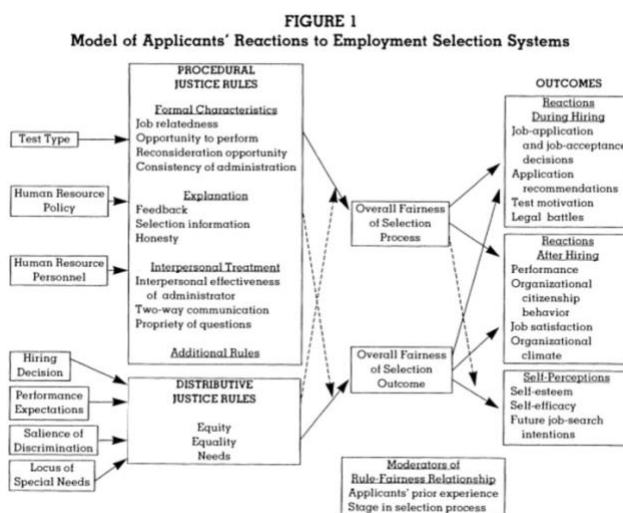 FIGURE 1
Model of Applicants' Reactions to Employment Selection Systems
PROCEDURAL
JUSTICE RULES
Formal Characteristics
Job relatedness
Opportunity to perform
Reconsideration opportunity
Consistency of administration
Explanation
Feedback
Selection information
Honesty
Interpersonal Treatment
Interpersonal effectiveness
of administrator
Two-way communication
Propriety of questions
Additional Rules
Test Type
Human Resource
Policy
Human Resource
Personnel
Hiring
Decision
Performance
Expectations
Salience of
Discrimination
Locus of
Special Needs
DISTRIBUTIVE
JUSTICE RULES
Equity
Equality
Needs
Overall Fairness
of Selection
Process
Overall Fairness
of Selection
Outcome
OUTCOMES
Reactions
During Hiring
Job-application
and job-acceptance
decisions
Application
recommendations
Test motivation
Legal battles
Reactions
After Hiring
Performance
Organizational
citizenship
behavior
Job satisfaction
Organizational
climate
Self-Perceptions
Self-esteem
Self-efficacy
Future job-search
intentions
Moderators of
Rule-Fairness Relationship
Applicants' prior experience
Stage in selection process